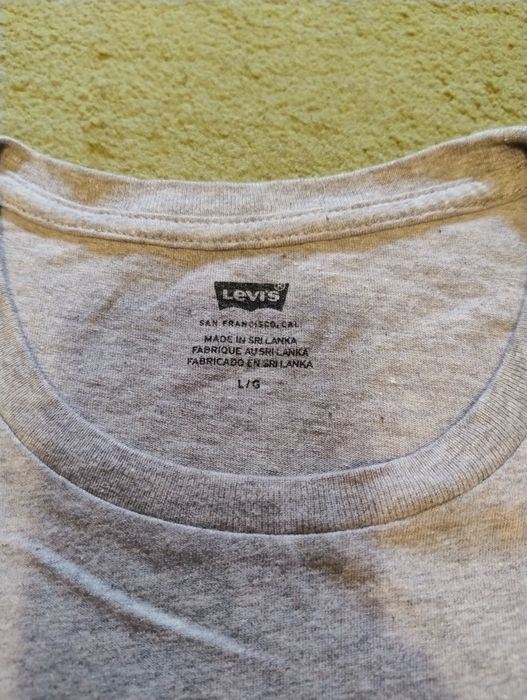 Levi's®
SAN FRANCISCO, CAL
MADE IN SRI LANKA
FABRIQUE AU SRI LANKA
FABRICADO EN SRI LANKA
L/G